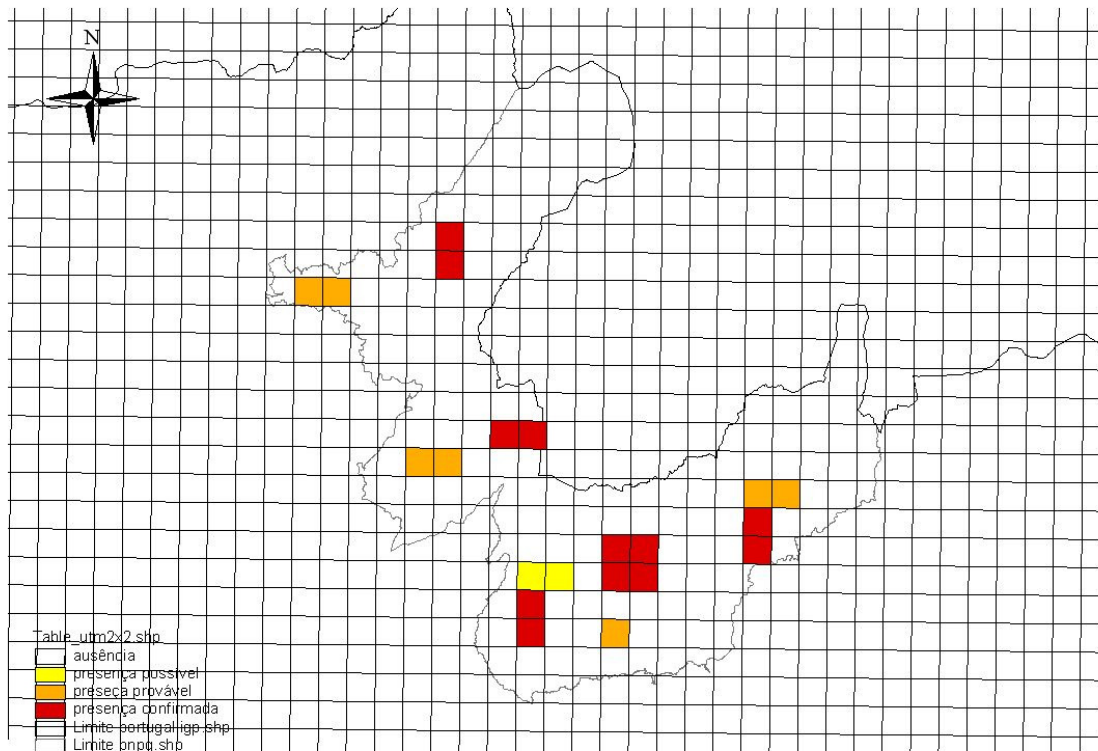 N
Table_utm2x2.shp
ausência
presença possível
preseça provável
presença confirmada
Limite portugal igp.shp
Limite pnpg.shp